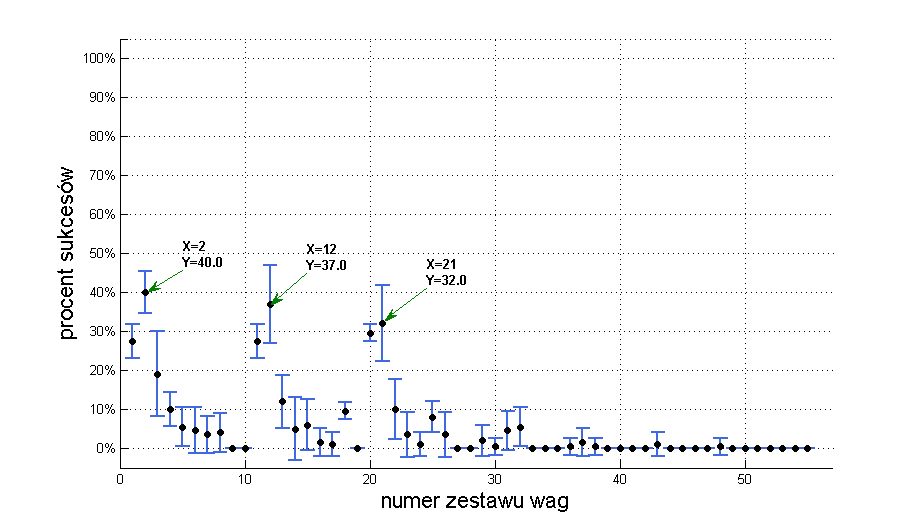 100%
90%
80%
70%
60%
50%
40%
30%
20%
10%
0%
procent sukcesów
X=2
Y=40.0
X=12
Y=37.0
X=21
Y=32.0
0 10 20 30 40 50
numer zestawu wag